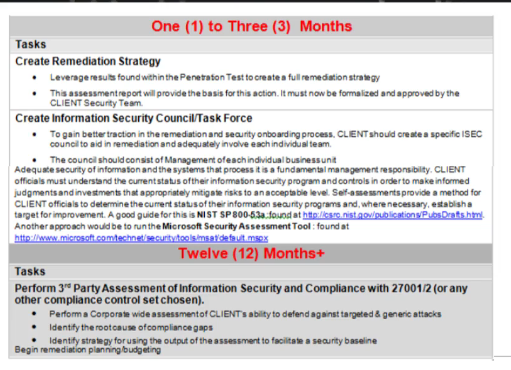 One (1) to Three (3) Months
Tasks
Create Remediation Strategy
• Leverage results found within the Penetration Test to create a full remediation strategy
• This assessment report will provide the basis for this action. It must now be formalized and approved by the
CLIENT Security Team.
Create Information Security Council/Task Force
• To gain better traction in the remediation and security onboarding process, CLIENT should create a specific ISEC
council to aid in remediation and adequately involve each individual team.
• The council should consist of Management of each individual business unit
Adequate security of information and the systems that process it is a fundamental management responsibility. CLIENT
officials must understand the current status of their information security program and controls in order to make informed
judgments and investments that appropriately mitigate risks to an acceptable level. Self-assessments provide a method for
CLIENT officials to determine the current status of their information security programs and, where necessary, establish a
target for improvement. A good guide for this is NIST SP 800-53a :found at http://csrc.nist.gov/publications/PubsDrafts.html.
Another approach would be to run the Microsoft Security Assessment Tool : found at
http://www.microsoft.com/technet/security/tools/msat/default.mspx
Twelve (12) Months+
Tasks
Perform 3rd Party Assessment of Information Security and Compliance with 27001/2 (or any
other compliance control set chosen).
• Perform a Corporate wide assessment of CLIENT's ability to defend against targeted & generic attacks
• Identify the root cause of compliance gaps
• Identify strategy for using the output of the assessment to facilitate a security baseline
Begin remediation planning/budgeting